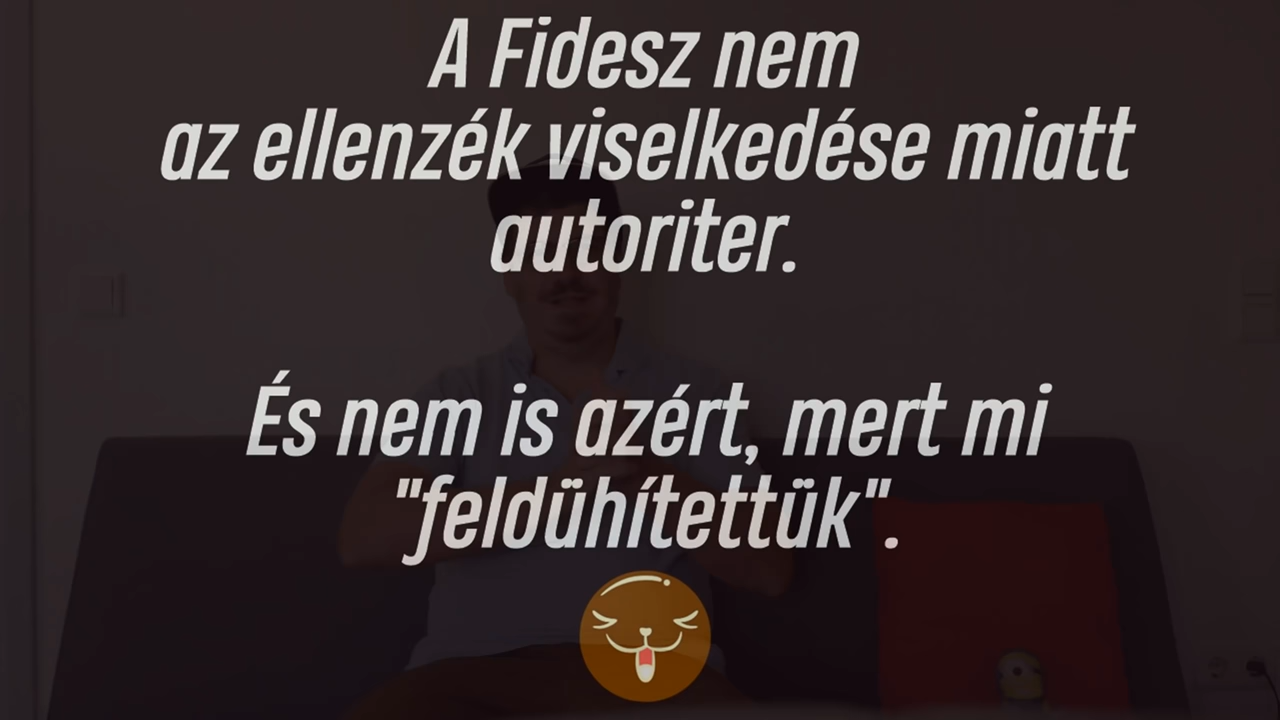 A Fidesz nem
az ellenzék viselkedése miatt
autoriter.
És nem is azért, mert mi
"feldühítettük".